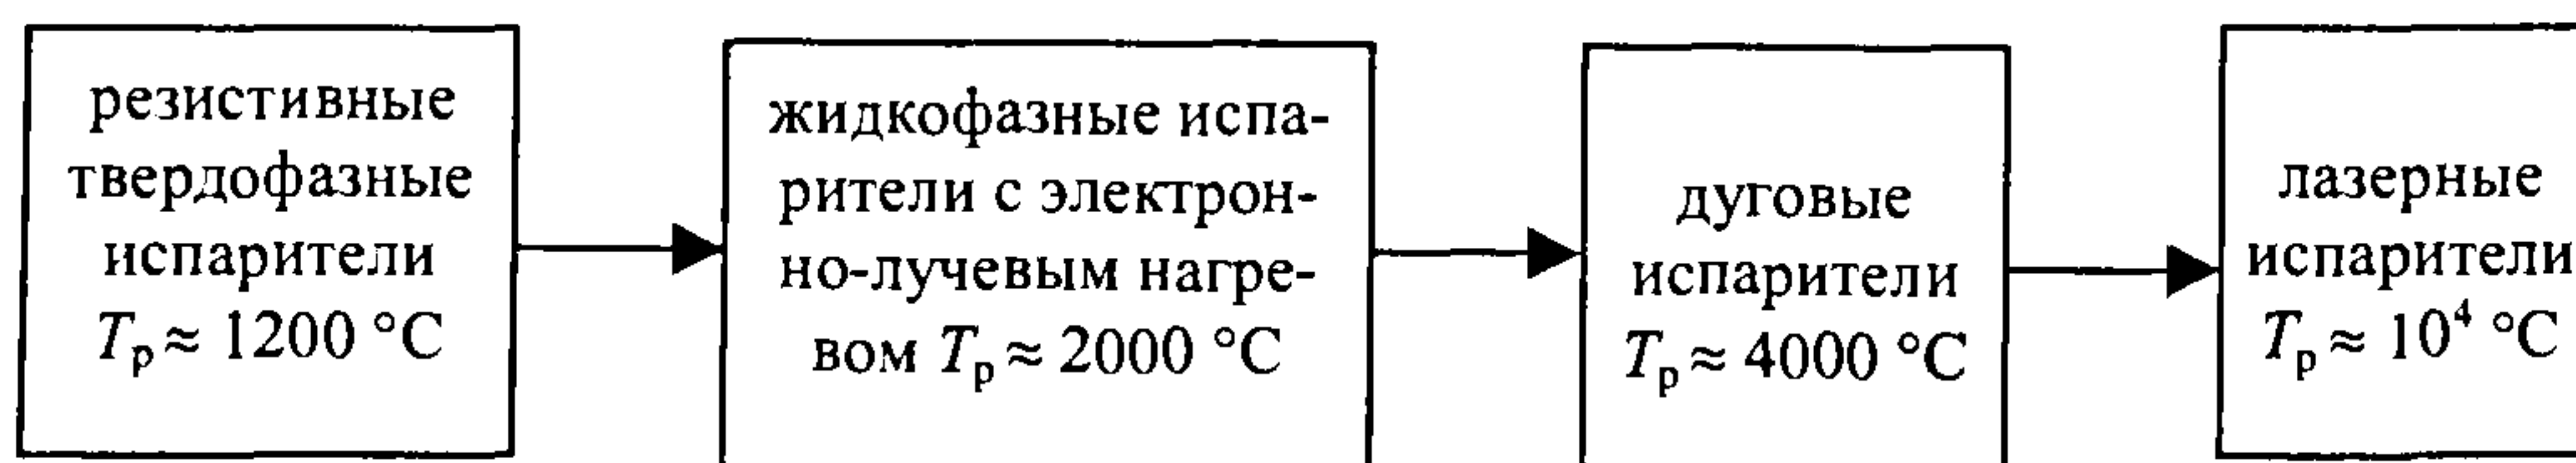 резистивные
твердофазные
испарители
Tр ≈ 1200 °C
жидкофазные испа-
рители с электрон-
но-лучевым нагре-
вом Tр ≈ 2000 °C
дуговые
испарители
Tр ≈ 4000 °C
лазерные
испарители
Tр ≈ 10⁴ °C